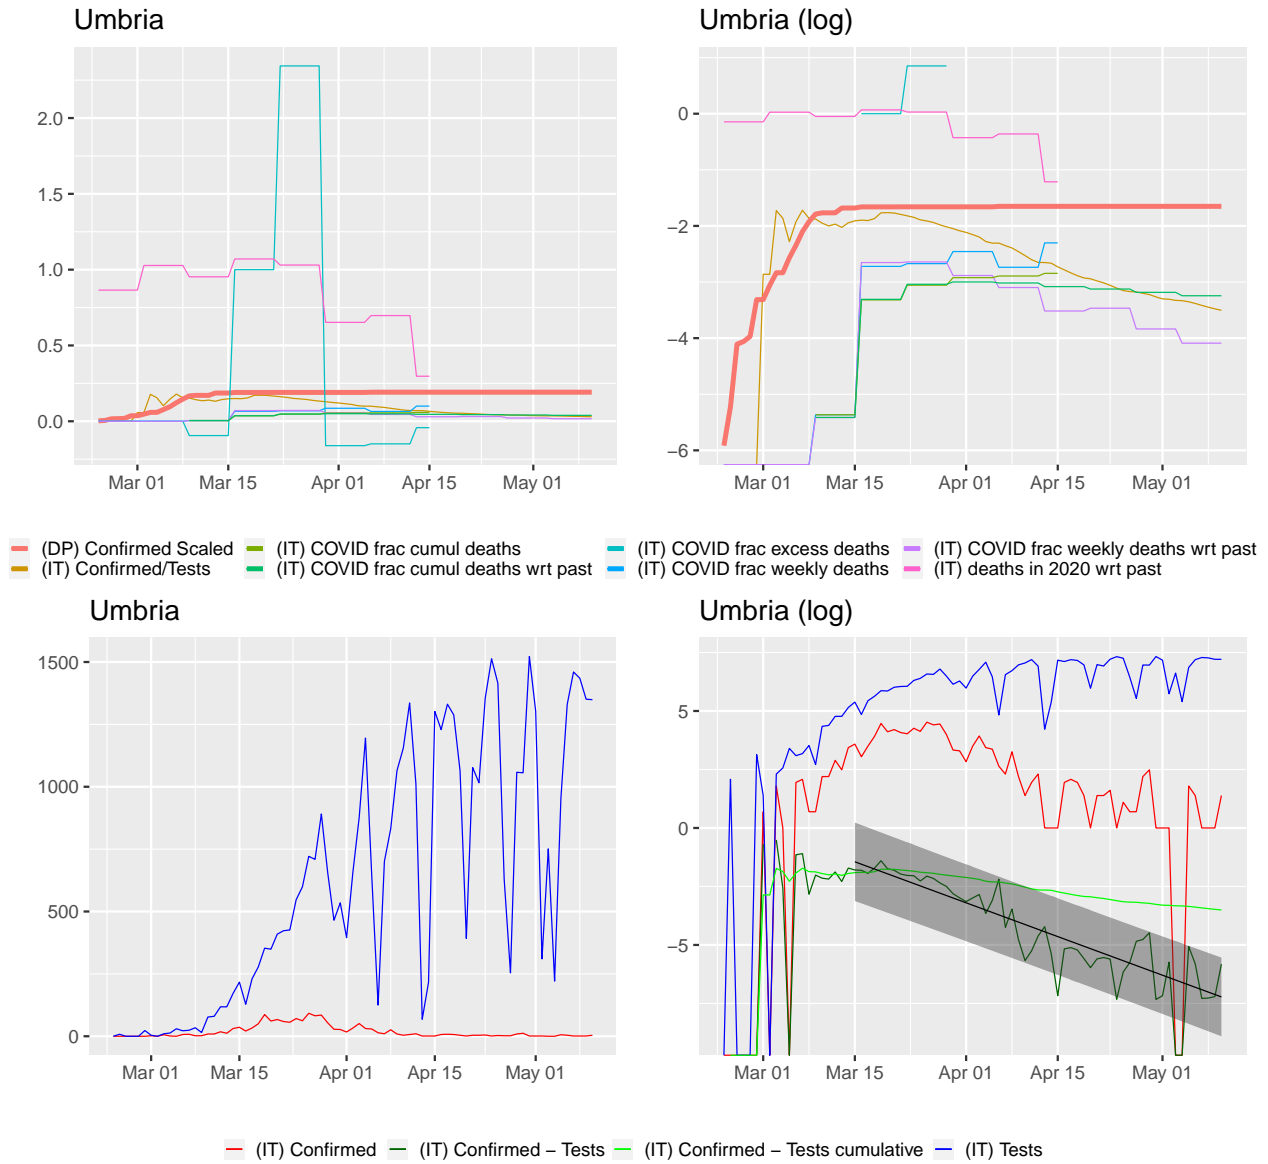 Umbria
Umbria (log)
2.0
1.5
1.0
0.5
0.0
Mar 01
Mar 15
Apr 01
Apr 15
May 01
0
−2
−4
−6
Mar 01
Mar 15
Apr 01
Apr 15
May 01
(DP) Confirmed Scaled
(IT) COVID frac cumul deaths
(IT) COVID frac excess deaths
(IT) COVID frac weekly deaths wrt past
(IT) Confirmed/Tests
(IT) COVID frac cumul deaths wrt past
(IT) COVID frac weekly deaths
(IT) deaths in 2020 wrt past
Umbria
Umbria (log)
1500
1000
500
0
Mar 01
Mar 15
Apr 01
Apr 15
May 01
5
0
−5
Mar 01
Mar 15
Apr 01
Apr 15
May 01
(IT) Confirmed
(IT) Confirmed − Tests
(IT) Confirmed − Tests cumulative
(IT) Tests